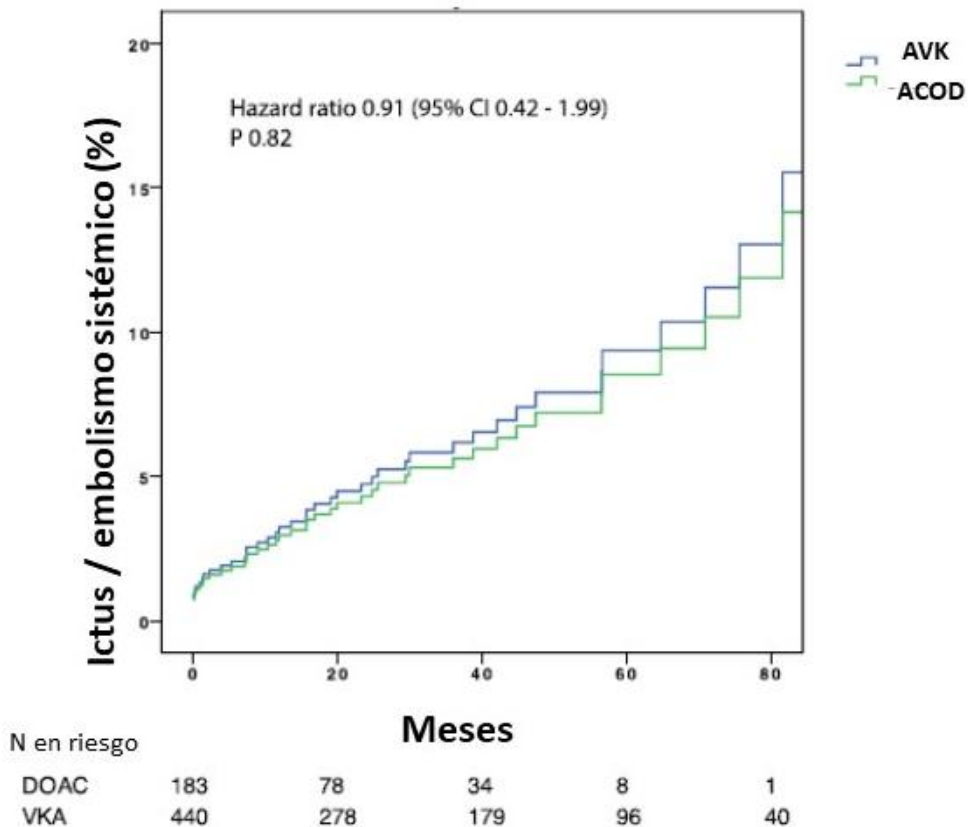 20
15
10
5
0
Ictus / embolismo sistémico (%)
Hazard ratio 0.91 (95% CI 0.42 - 1.99)
P 0.82
AVK
ACOD
0 20 40 60 80
Meses
N en riesgo
DOAC 183 78 34 8 1
VKA 440 278 179 96 40